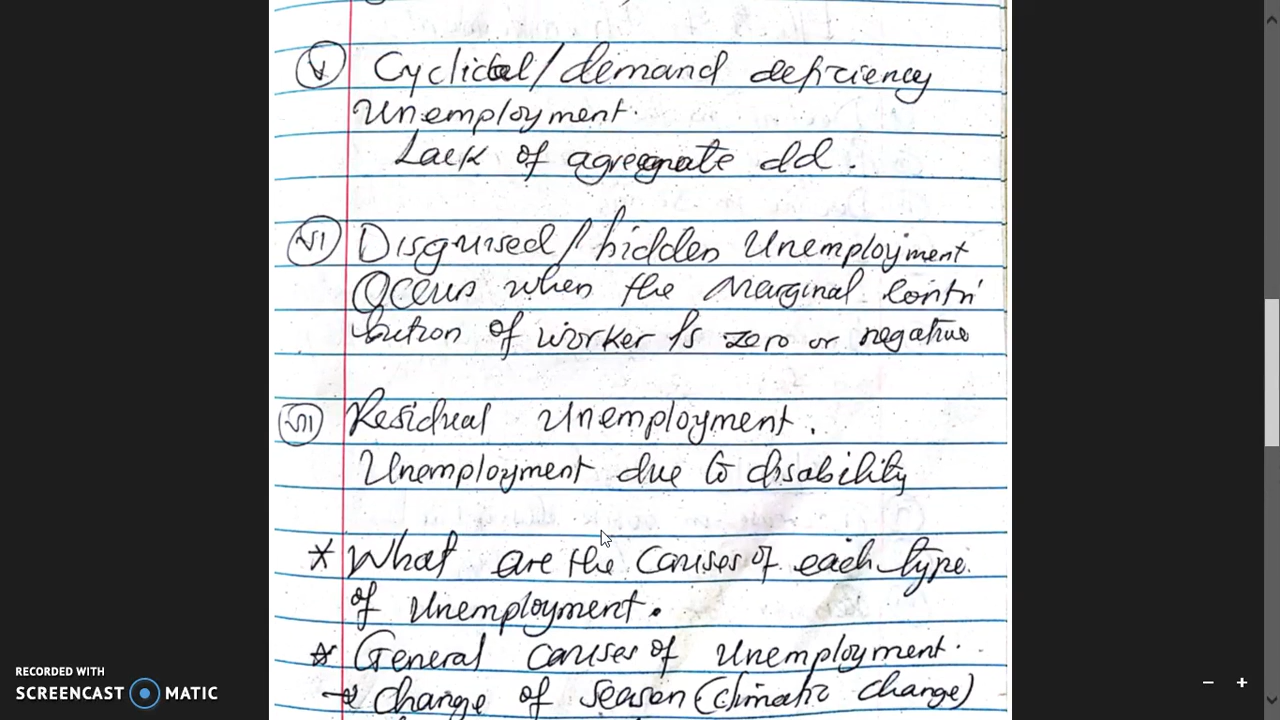 (v) Cyclical/demand deficiency
Unemployment.
Lack of agreegate dd.
(vi) Disguised/hidden Unemployment
Occurs when the marginal contri
bution of worker is zero or negative
(vii) Residual Unemployment.
Unemployment due to disability
* What are the causes of each type
of Unemployment.
* General causes of Unemployment.
→ change of season (climatic change)
RECORDED WITH
SCREENCAST MATIC